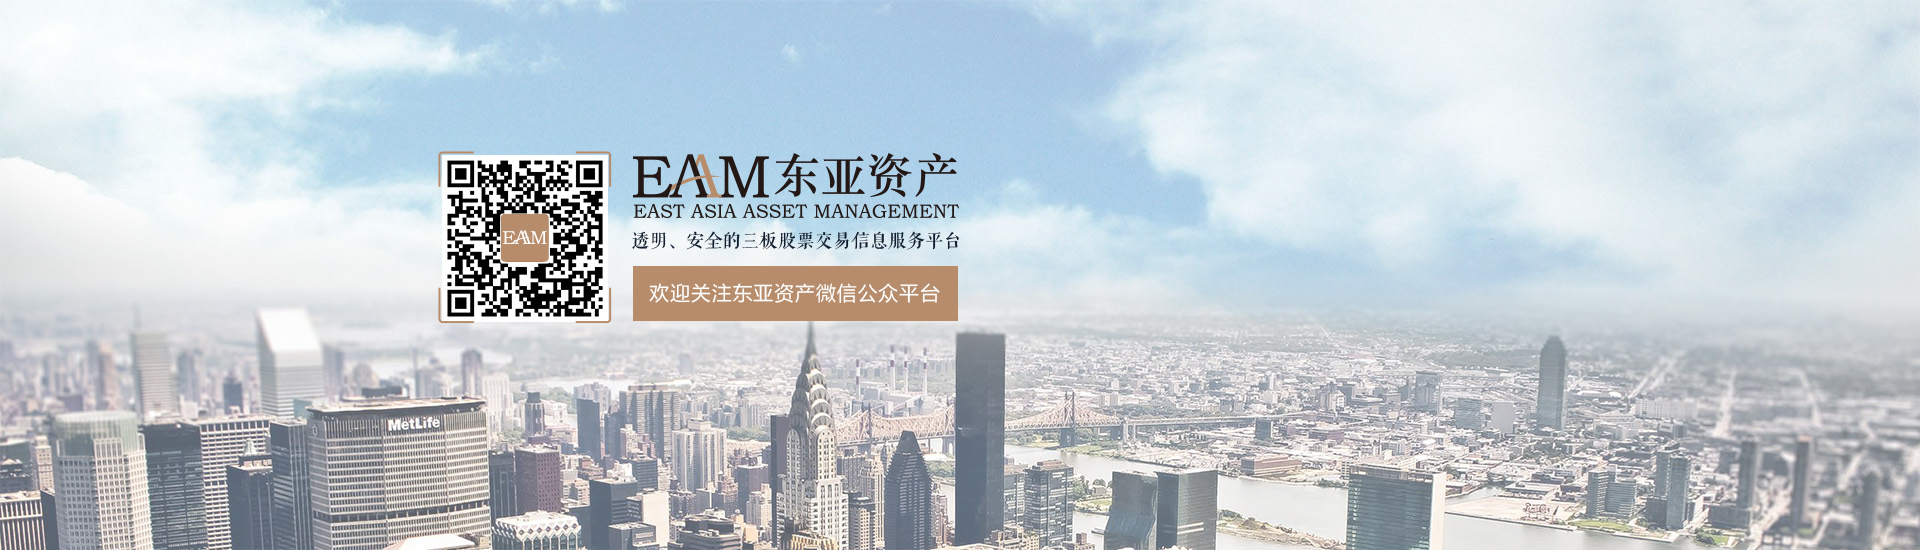 EAM东亚资产
EAST ASIA ASSET MANAGEMENT
透明、安全的三板股票交易信息服务平台
EAM
欢迎关注东亚资产微信公众平台
MetLife